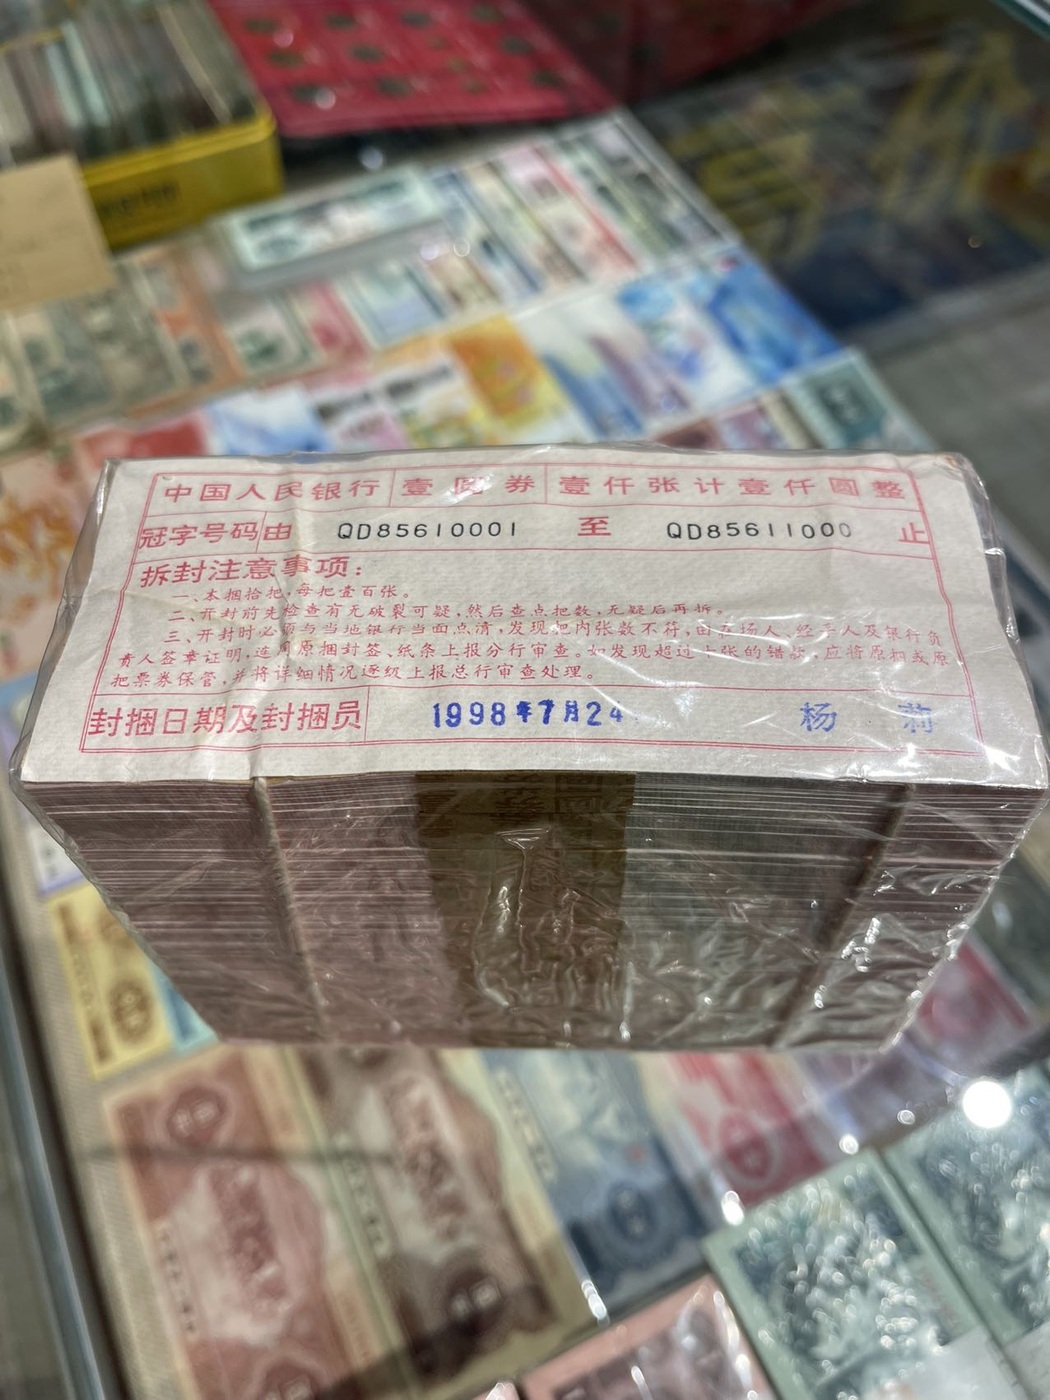 中国人民银行 壹圆券 壹仟张计壹仟圆整
冠字号码 由 QD85610001 至 QD85611000 止
拆封注意事项：
一、本捆拾把，每把壹百张。
二、开封前先检查有无破裂可疑，然后查点把数，无疑后再拆。
三、开封时必须与当地银行当面点清，发现把内张数不符，由在场人、经手人及银行负
责人签章证明，连同原捆封签、纸条上报分行审查。如发现超过十张的错款，应将原捆或原
把票券保管，并将详细情况逐级上报总行审查处理。
封捆日期及封捆员 1998年7月24 杨 莉